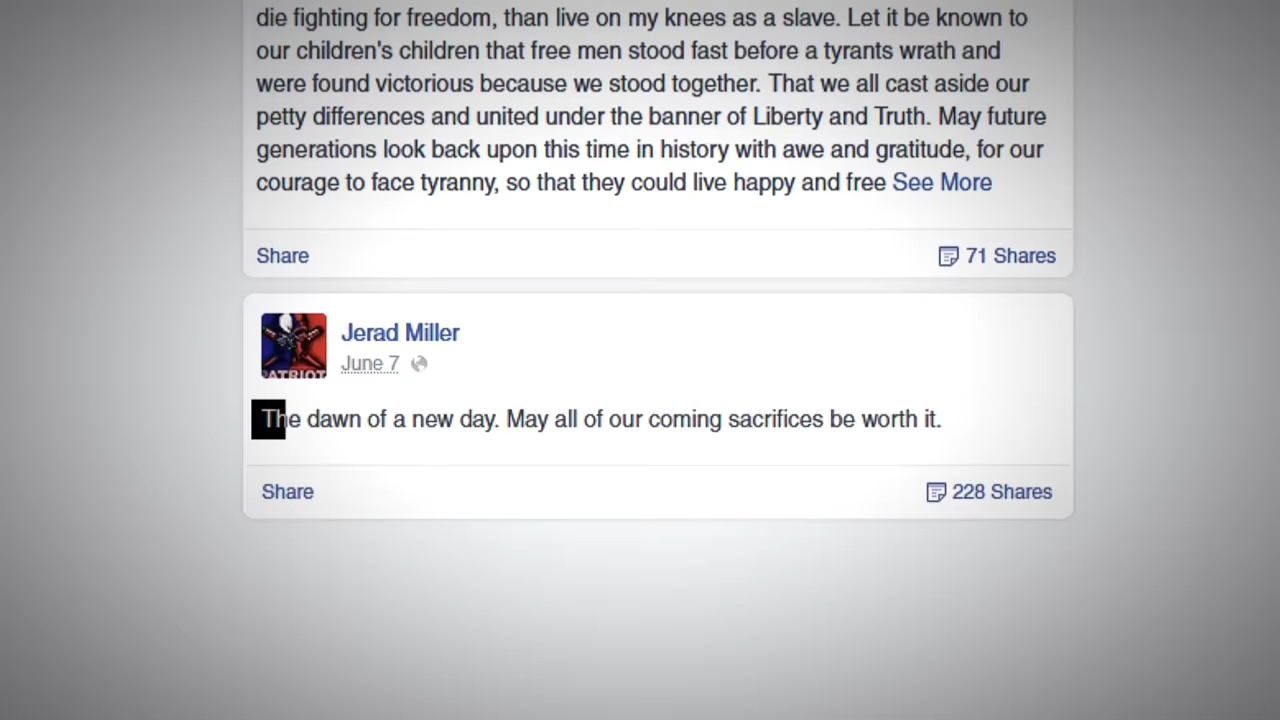 die fighting for freedom, than live on my knees as a slave. Let it be known to
our children's children that free men stood fast before a tyrants wrath and
were found victorious because we stood together. That we all cast aside our
petty differences and united under the banner of Liberty and Truth. May future
generations look back upon this time in history with awe and gratitude, for our
courage to face tyranny, so that they could live happy and free See More
Share 71 Shares
PATRIOT
Jerad Miller
June 7
The dawn of a new day. May all of our coming sacrifices be worth it.
Share 228 Shares